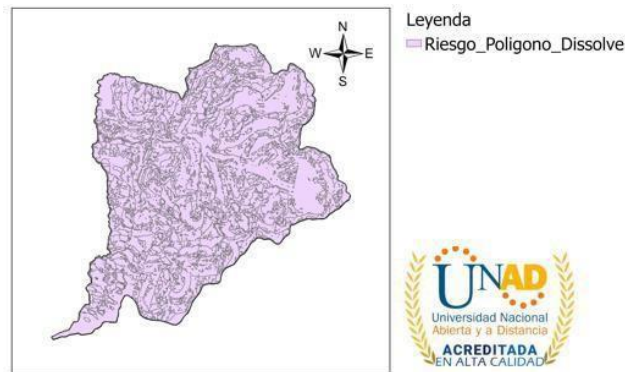 N
W E
S
Leyenda
Riesgo_Poligono_Dissolve
UNAD
Universidad Nacional
Abierta y a Distancia
ACREDITADA
EN ALTA CALIDAD